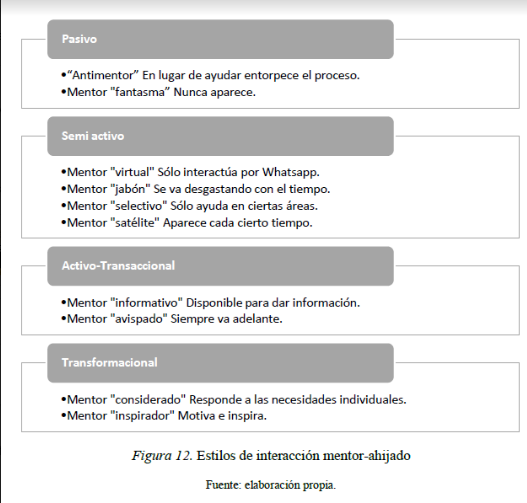 Pasivo
•“Antimentor” En lugar de ayudar entorpece el proceso.
•Mentor "fantasma” Nunca aparece.
Semi activo
•Mentor "virtual" Sólo interactúa por Whatsapp.
•Mentor "jabón" Se va desgastando con el tiempo.
•Mentor "selectivo" Sólo ayuda en ciertas áreas.
•Mentor "satélite" Aparece cada cierto tiempo.
Activo-Transaccional
•Mentor "informativo" Disponible para dar información.
•Mentor "avispado" Siempre va adelante.
Transformacional
•Mentor "considerado" Responde a las necesidades individuales.
•Mentor "inspirador" Motiva e inspira.
Figura 12. Estilos de interacción mentor-ahijado
Fuente: elaboración propia.